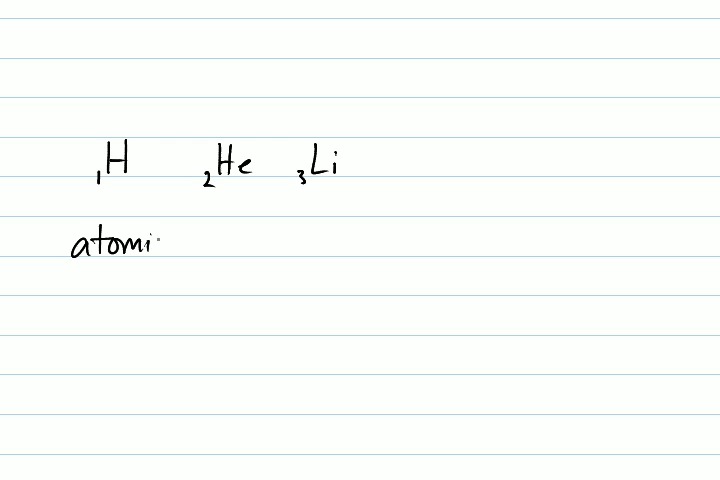 ₁H ₂He ₃Li
atomi